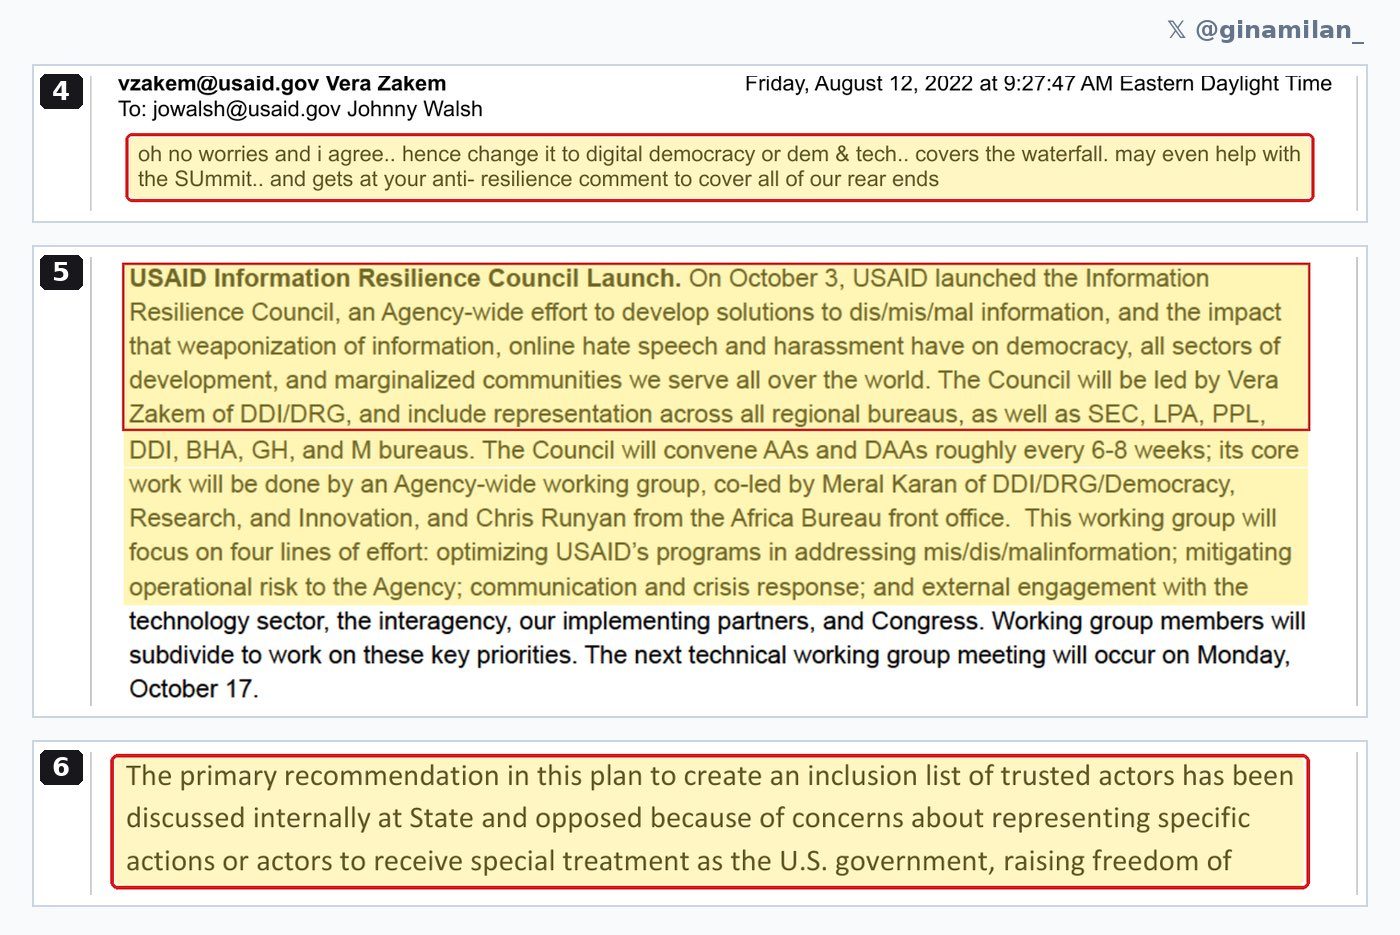 𝕏 @ginamilan_
4
vzakem@usaid.gov Vera Zakem
Friday, August 12, 2022 at 9:27:47 AM Eastern Daylight Time
To: jowalsh@usaid.gov Johnny Walsh
oh no worries and i agree.. hence change it to digital democracy or dem & tech.. covers the waterfall. may even help with
the SUmmit.. and gets at your anti- resilience comment to cover all of our rear ends
5
USAID Information Resilience Council Launch. On October 3, USAID launched the Information
Resilience Council, an Agency-wide effort to develop solutions to dis/mis/mal information, and the impact
that weaponization of information, online hate speech and harassment have on democracy, all sectors of
development, and marginalized communities we serve all over the world. The Council will be led by Vera
Zakem of DDI/DRG, and include representation across all regional bureaus, as well as SEC, LPA, PPL,
DDI, BHA, GH, and M bureaus. The Council will convene AAs and DAAs roughly every 6-8 weeks; its core
work will be done by an Agency-wide working group, co-led by Meral Karan of DDI/DRG/Democracy,
Research, and Innovation, and Chris Runyan from the Africa Bureau front office.  This working group will
focus on four lines of effort: optimizing USAID's programs in addressing mis/dis/malinformation; mitigating
operational risk to the Agency; communication and crisis response; and external engagement with the
technology sector, the interagency, our implementing partners, and Congress. Working group members will
subdivide to work on these key priorities. The next technical working group meeting will occur on Monday,
October 17.
6
The primary recommendation in this plan to create an inclusion list of trusted actors has been
discussed internally at State and opposed because of concerns about representing specific
actions or actors to receive special treatment as the U.S. government, raising freedom of